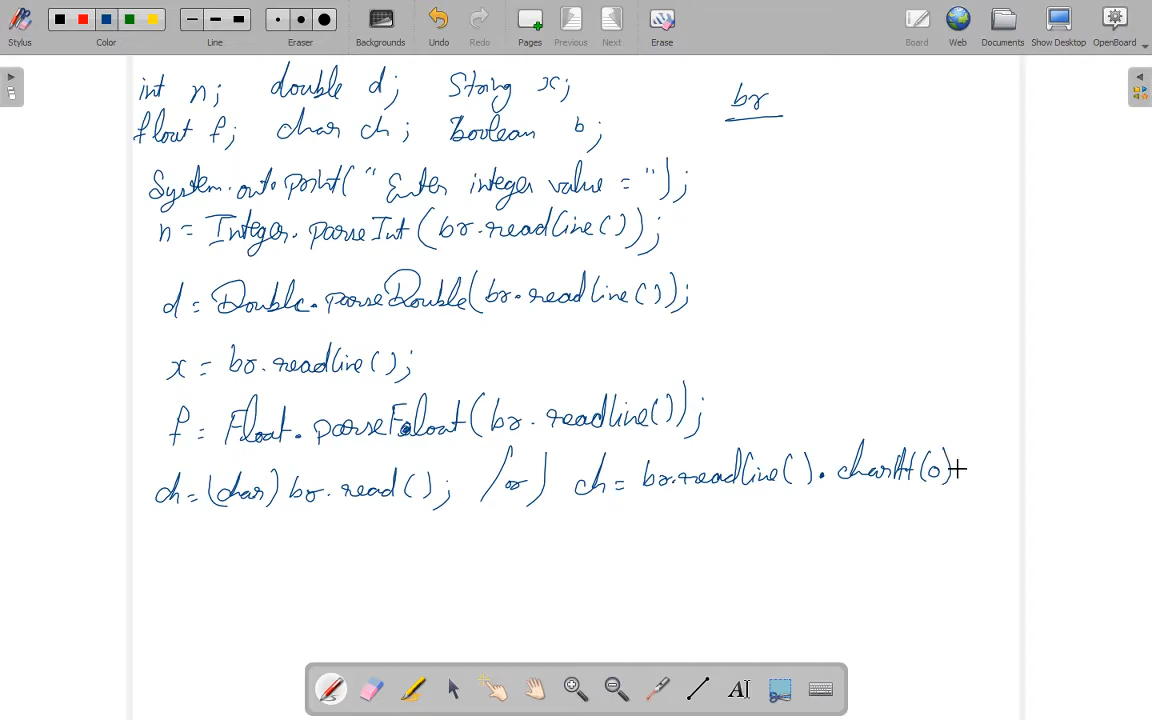 Stylus Color Line Eraser Backgrounds Undo Redo Pages Previous Next Erase Board Web Documents Show Desktop OpenBoard
int n; double d; String x;
br
float f; char ch; Boolean b;
System.out.print("Enter integer value = ");
n = Integer.parseInt(br.readLine());
d = Double.parseDouble(br.readLine());
x = br.readLine();
f = Float.parseFloat(br.readline());
ch = (char) br.read(); (or) ch = br.readLine().charAt(0)